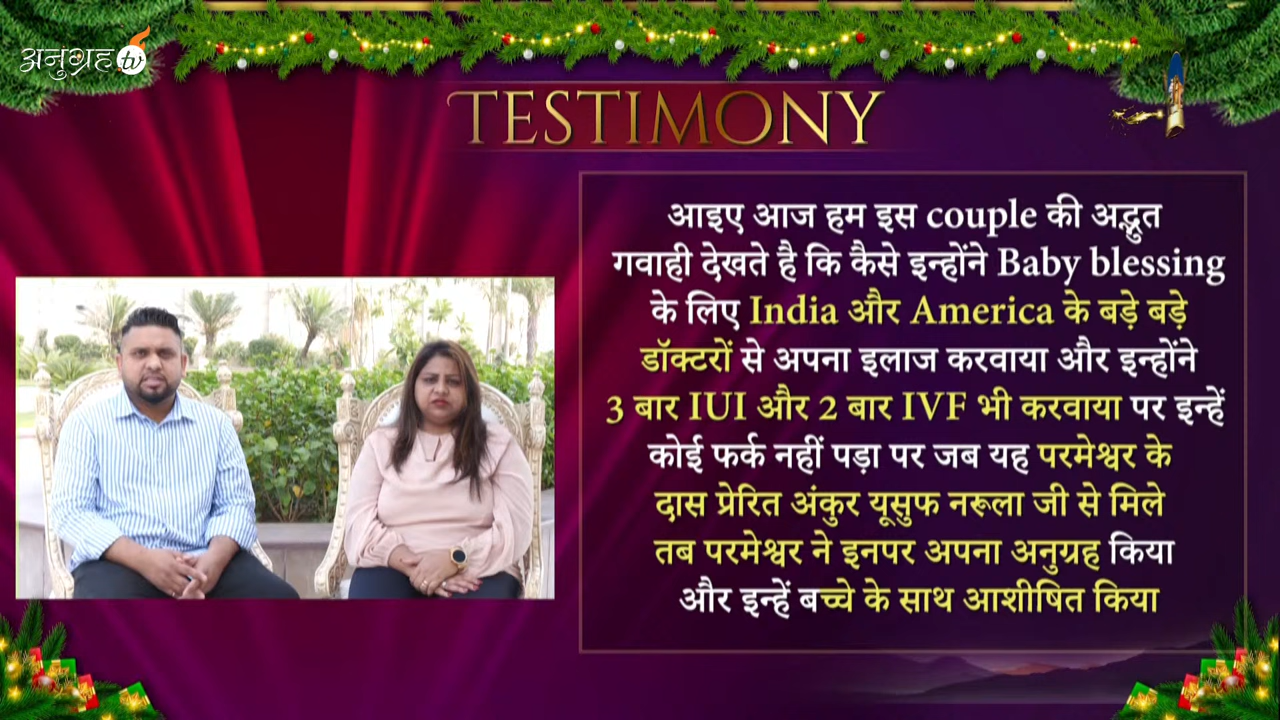 अनुग्रह tv
TESTIMONY
आइए आज हम इस couple की अद्भुत
गवाही देखते है कि कैसे इन्होंने Baby blessing
के लिए India और America के बड़े बड़े
डॉक्टरों से अपना इलाज करवाया और इन्होंने
3 बार IUI और 2 बार IVF भी करवाया पर इन्हें
कोई फर्क नहीं पड़ा पर जब यह परमेश्वर के
दास प्रेरित अंकुर यूसुफ नरूला जी से मिले
तब परमेश्वर ने इनपर अपना अनुग्रह किया
और इन्हें बच्चे के साथ आशीषित किया